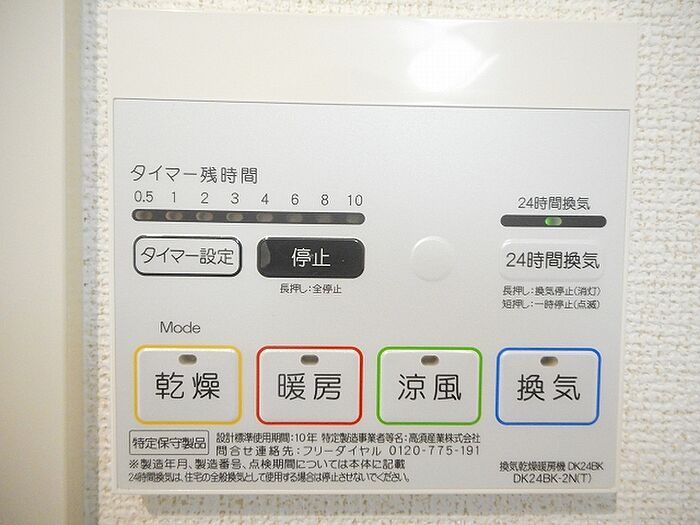 タイマー残時間
0.5 1 2 3 4 6 8 10
24時間換気
タイマー設定
停止
24時間換気
長押し:全停止
長押し:換気停止(消灯)
短押し:一時停止(点滅)
Mode
乾燥
暖房
涼風
換気
特定保守製品
設計標準使用期間:10年 特定製造事業者等名:高須産業株式会社
問合せ連絡先:フリーダイヤル 0120-775-191
※製造年月、製造番号、点検期間については本体に記載
24時間換気は、住宅の全般換気として使用する場合は停止させないでください。
換気乾燥暖房機 DK24BK
DK24BK-2N(T)